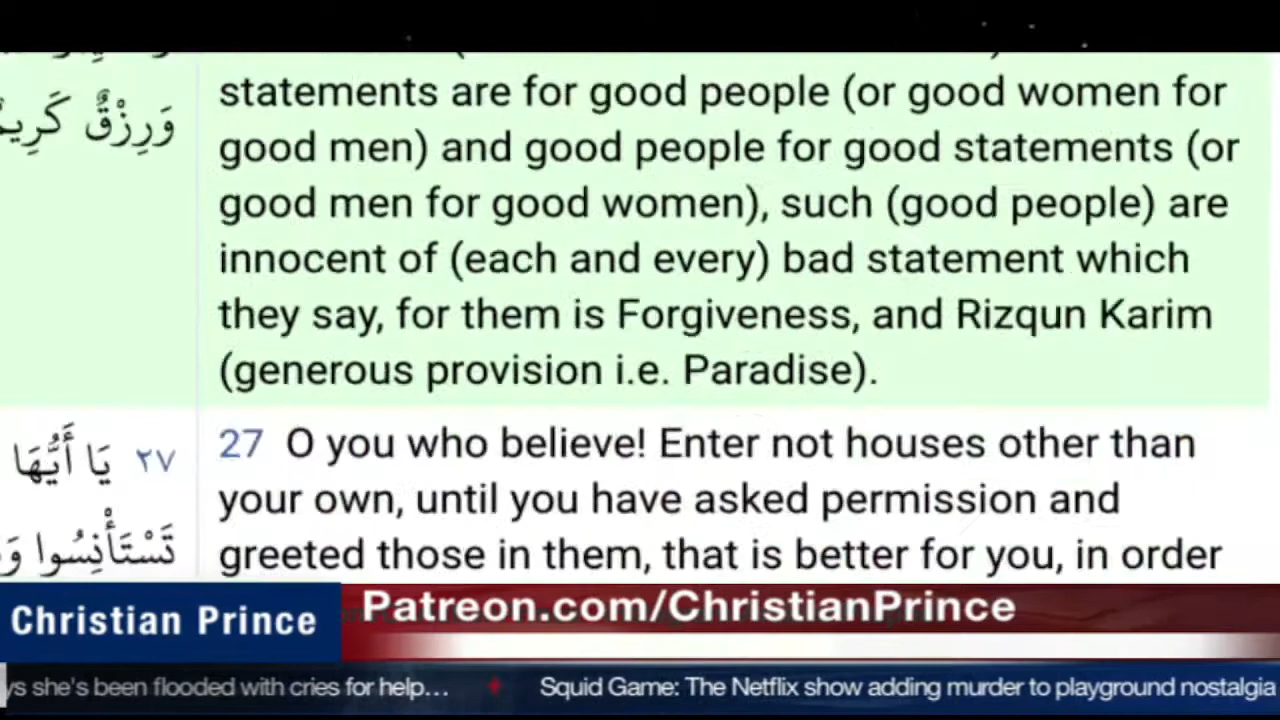 statements are for good people (or good women for
وَرِزْقٌ كَرِيم
good men) and good people for good statements (or
good men for good women), such (good people) are
innocent of (each and every) bad statement which
they say, for them is Forgiveness, and Rizqun Karim
(generous provision i.e. Paradise).
27 O you who believe! Enter not houses other than
٢٧ يَا أَيُّهَا
your own, until you have asked permission and
greeted those in them, that is better for you, in order
تَسْتَأْنِسُوا
Christian Prince
Patreon.com/ChristianPrince
ys she's been flooded with cries for help... Squid Game: The Netflix show adding murder to playground nostalgia